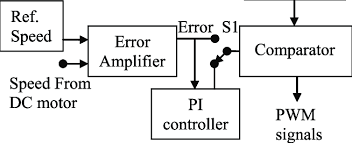 Ref.
Speed
Error
Amplifier
Error
S1
Comparator
Speed From
DC motor
PI
controller
PWM
signals